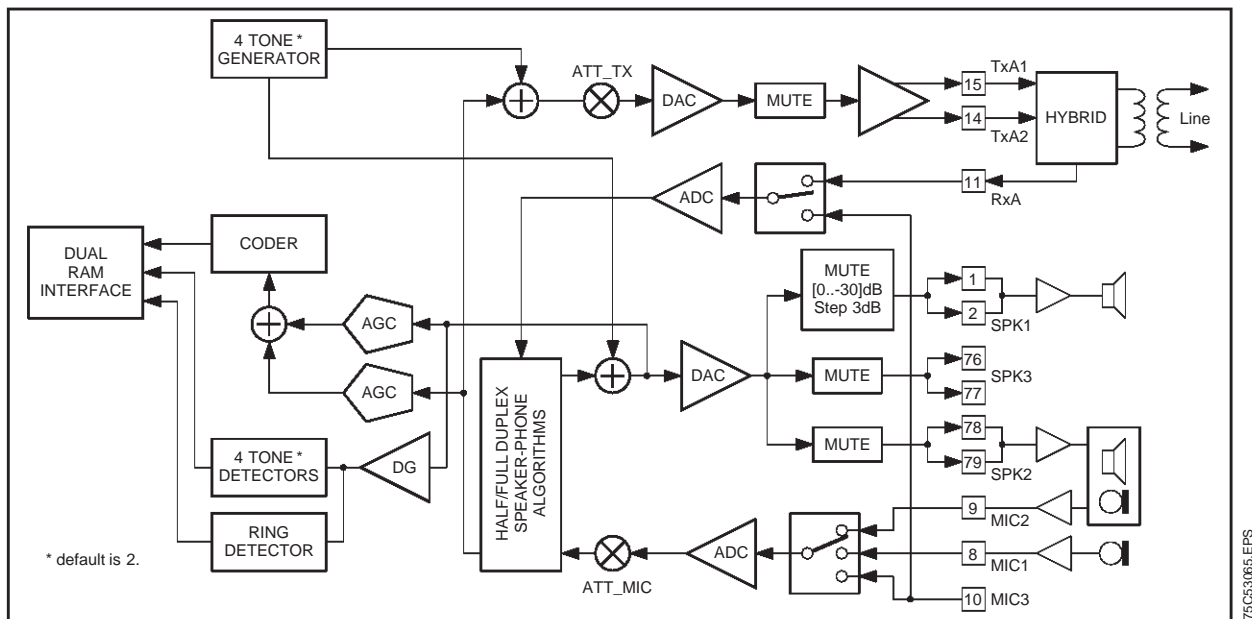 4 TONE *
GENERATOR
ATT_TX
DAC
MUTE
15
TxA1
14
TxA2
HYBRID
Line
11
RxA
ADC
DUAL
RAM
INTERFACE
CODER
AGC
AGC
MUTE
[0..-30]dB
Step 3dB
1
2
SPK1
DAC
MUTE
76
SPK3
77
MUTE
78
79
SPK2
4 TONE *
DETECTORS
DG
HALF/FULL DUPLEX
SPEAKER-PHONE
ALGORITHMS
RING
DETECTOR
* default is 2.
ATT_MIC
ADC
9
MIC2
8
MIC1
10
MIC3
75C53065.EPS